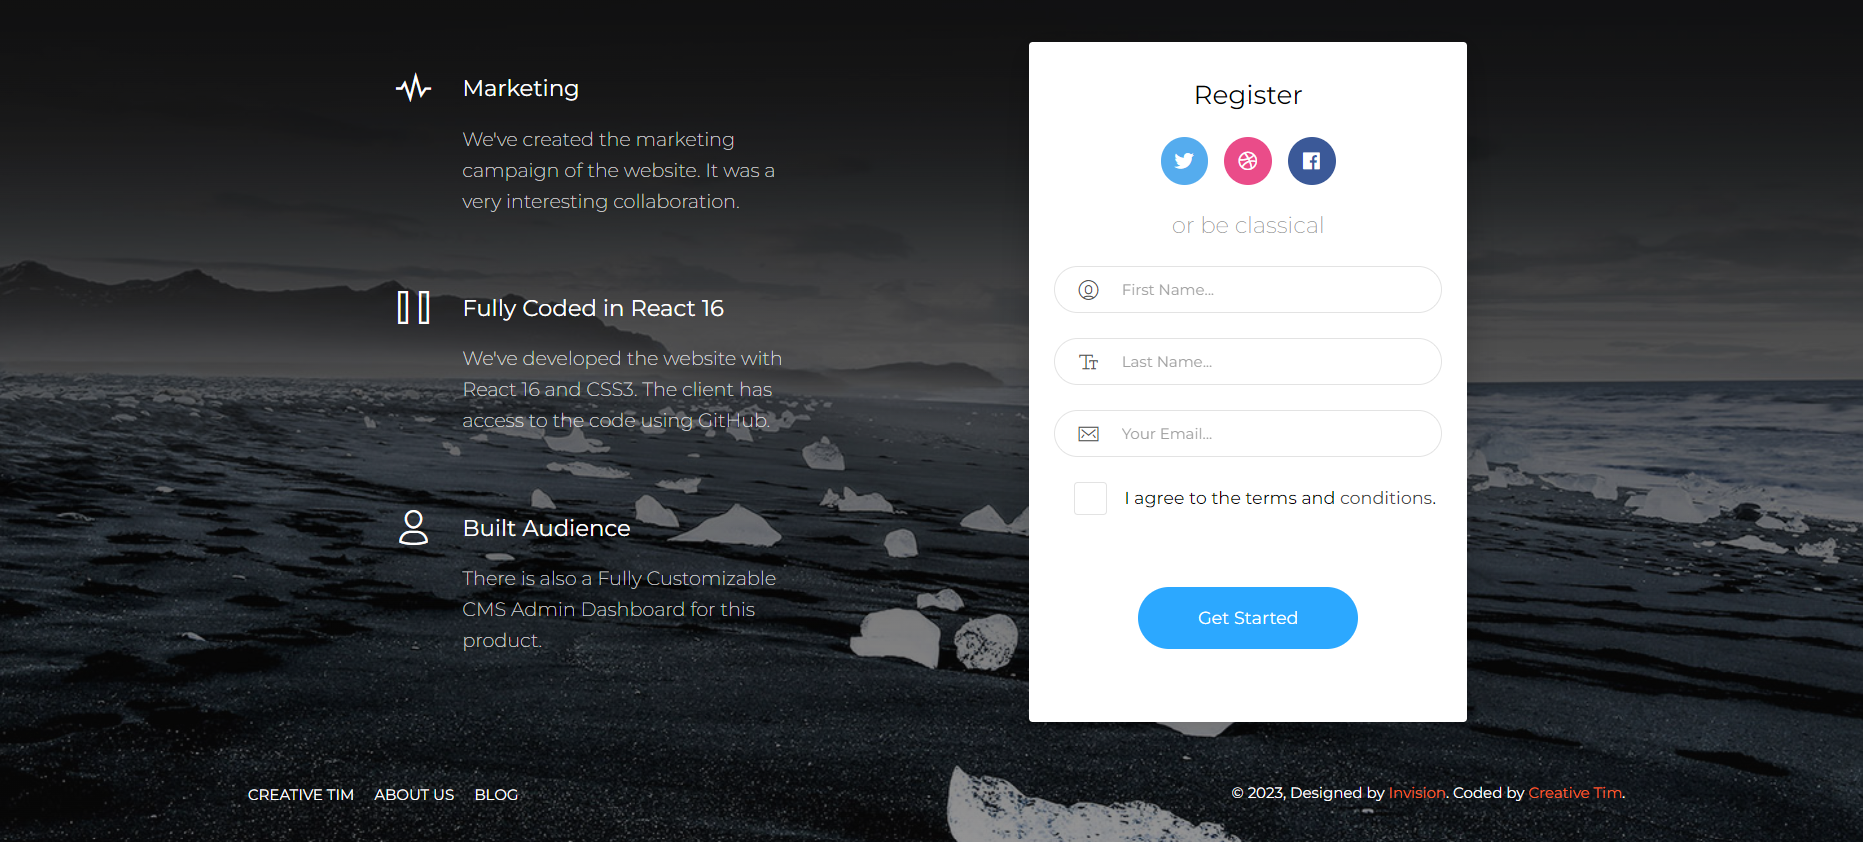 Marketing
We've created the marketing
campaign of the website. It was a
very interesting collaboration.
Fully Coded in React 16
We've developed the website with
React 16 and CSS3. The client has
access to the code using GitHub.
Built Audience
There is also a Fully Customizable
CMS Admin Dashboard for this
product.
Register
or be classical
First Name...
Last Name...
Your Email...
I agree to the terms and conditions.
Get Started
CREATIVE TIM ABOUT US BLOG
© 2023, Designed by Invision. Coded by Creative Tim.